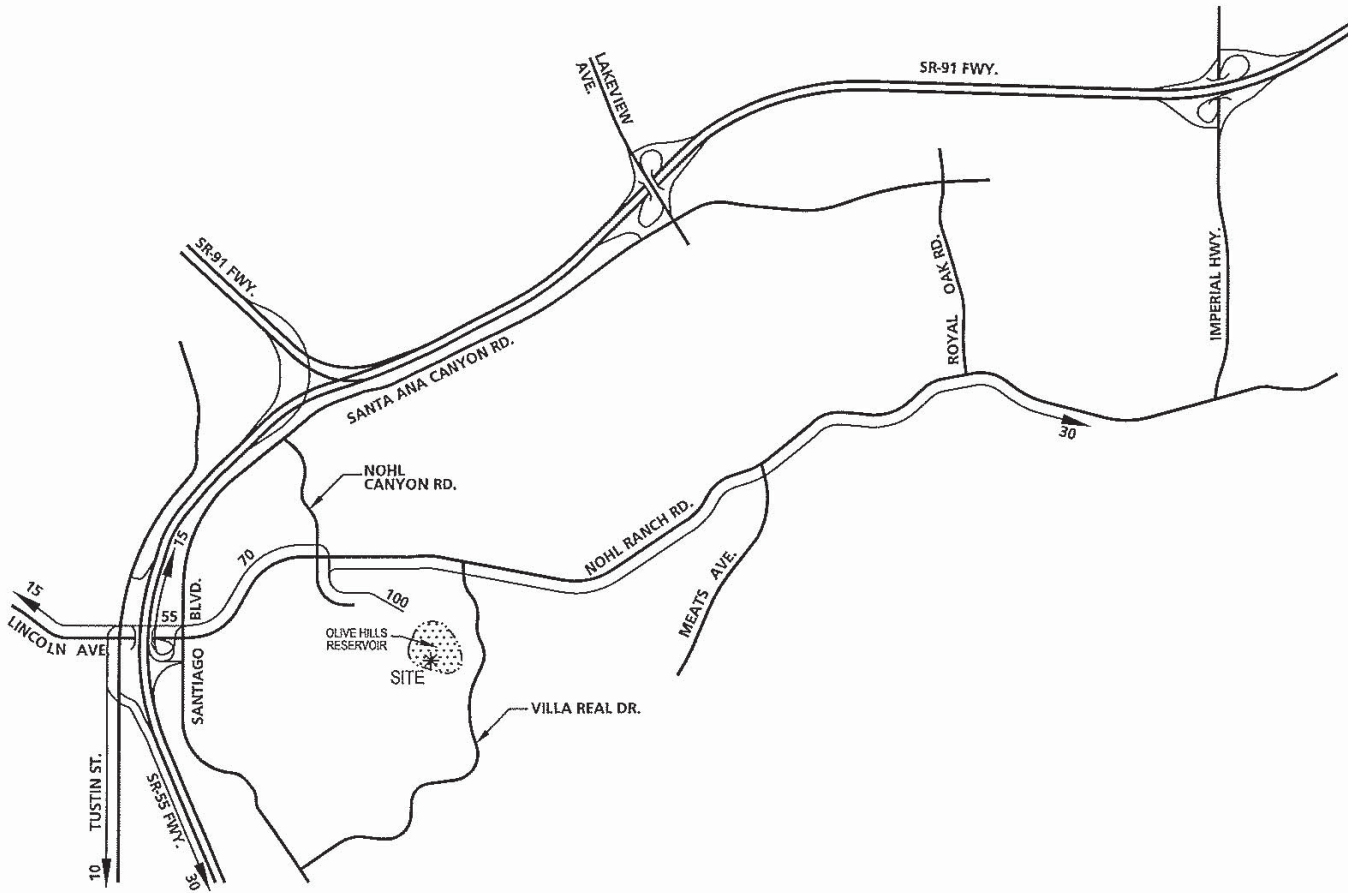 SR-91 FWY.
LAKEVIEW
AVE.
SR-91 FWY.
ROYAL OAK RD.
IMPERIAL HWY.
SANTA ANA CANYON RD.
30
NOHL
CANYON RD.
NOHL RANCH RD.
MEATS AVE.
15
70
15
55
100
LINCOLN AVE
SANTIAGO BLVD.
OLIVE HILLS
RESERVOIR
SITE
VILLA REAL DR.
TUSTIN ST.
SR-55 FWY.
10
30